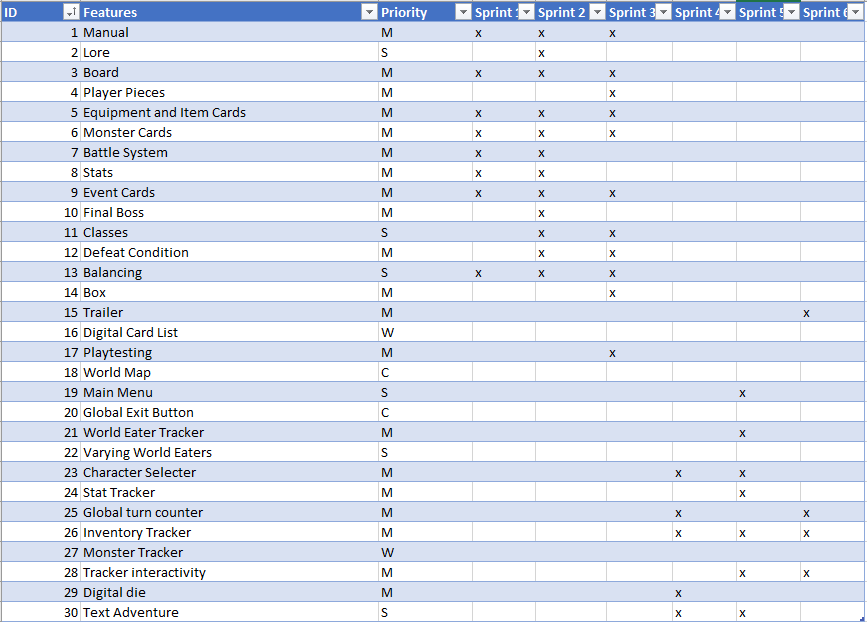 ID Features Priority Sprint 1 Sprint 2 Sprint 3 Sprint 4 Sprint 5 Sprint 6
1 Manual M x x x
2 Lore S x
3 Board M x x x
4 Player Pieces M x
5 Equipment and Item Cards M x x x
6 Monster Cards M x x x
7 Battle System M x x
8 Stats M x x
9 Event Cards M x x x
10 Final Boss M x
11 Classes S x x
12 Defeat Condition M x x
13 Balancing S x x x
14 Box M x
15 Trailer M x
16 Digital Card List W
17 Playtesting M x
18 World Map C
19 Main Menu S x
20 Global Exit Button C
21 World Eater Tracker M x
22 Varying World Eaters S
23 Character Selecter M x x
24 Stat Tracker M x
25 Global turn counter M x x
26 Inventory Tracker M x x x
27 Monster Tracker W
28 Tracker interactivity M x x
29 Digital die M x
30 Text Adventure S x x